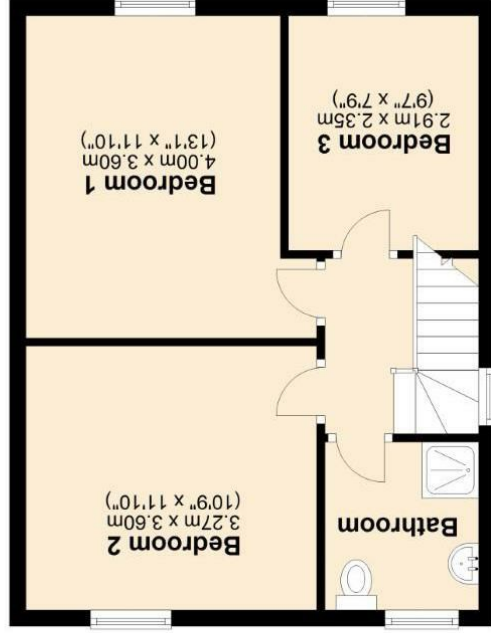 Bathroom
Bedroom 2
3.27m x 3.60m
(10'9" x 11'10")
Bedroom 3
2.91m x 2.35m
(9'7" x 7'9")
Bedroom 1
4.00m x 3.60m
(13'1" x 11'10")